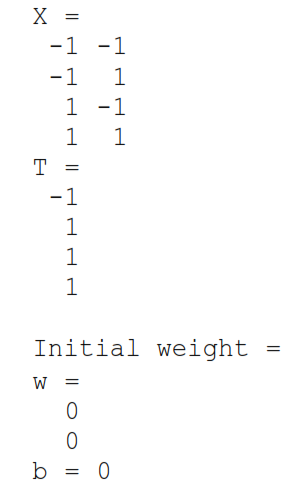 X =
-1 -1
-1 1
1 -1
1 1
T =
-1
1
1
1
Initial weight =
w =
0
0
b = 0